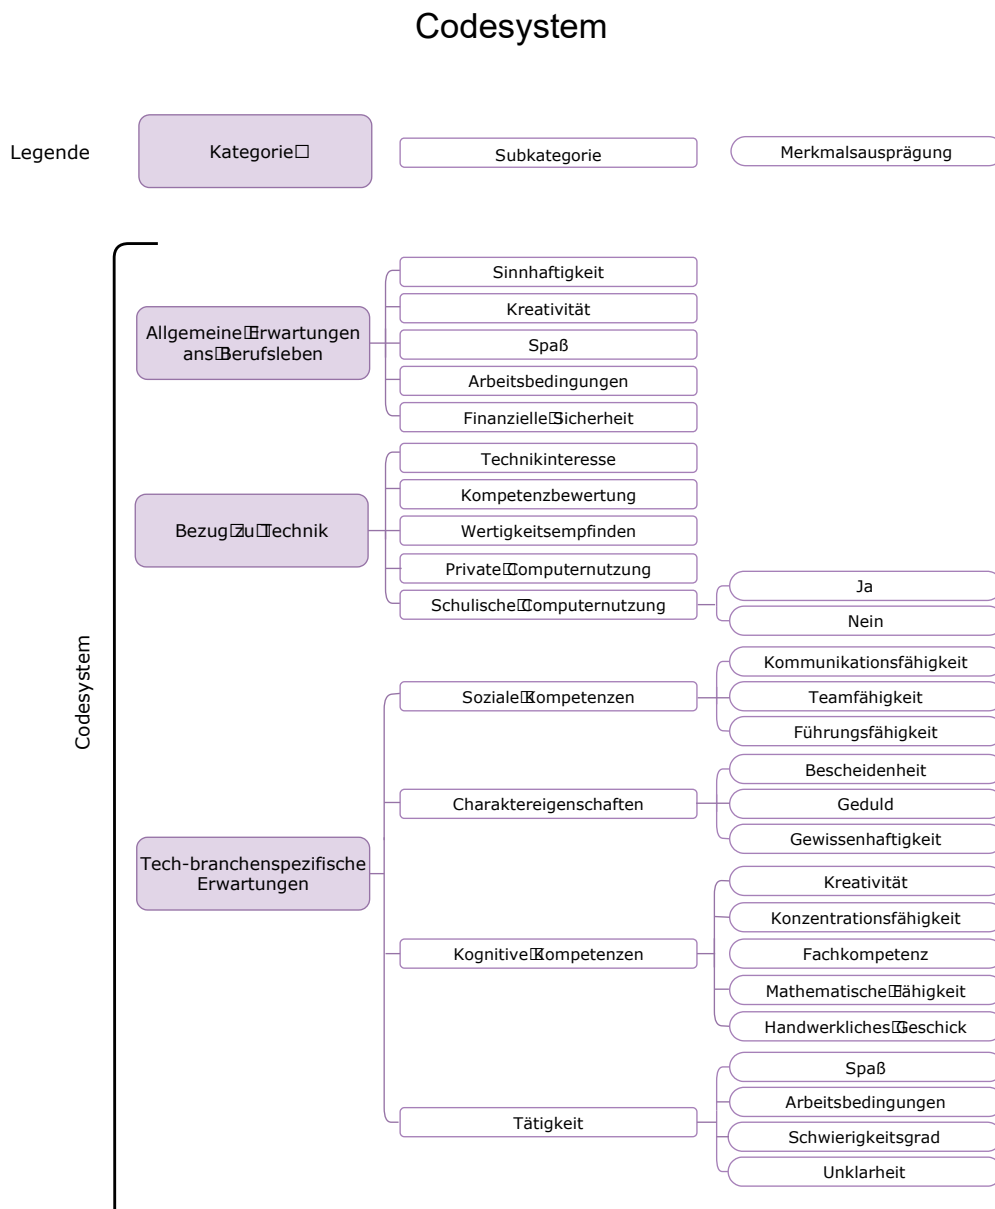 Codesystem
Legende
Kategorie
Subkategorie
Merkmalsausprägung
Codesystem
Allgemeine Erwartungen
ans Berufsleben
Sinnhaftigkeit
Kreativität
Spaß
Arbeitsbedingungen
Finanzielle Sicherheit
Bezug zu Technik
Technikinteresse
Kompetenzbewertung
Wertigkeitsempfinden
Private Computernutzung
Schulische Computernutzung
Ja
Nein
Tech-branchenspezifische
Erwartungen
Soziale Kompetenzen
Kommunikationsfähigkeit
Teamfähigkeit
Führungsfähigkeit
Charaktereigenschaften
Bescheidenheit
Geduld
Gewissenhaftigkeit
Kognitive Kompetenzen
Kreativität
Konzentrationsfähigkeit
Fachkompetenz
Mathematische Fähigkeit
Handwerkliches Geschick
Tätigkeit
Spaß
Arbeitsbedingungen
Schwierigkeitsgrad
Unklarheit